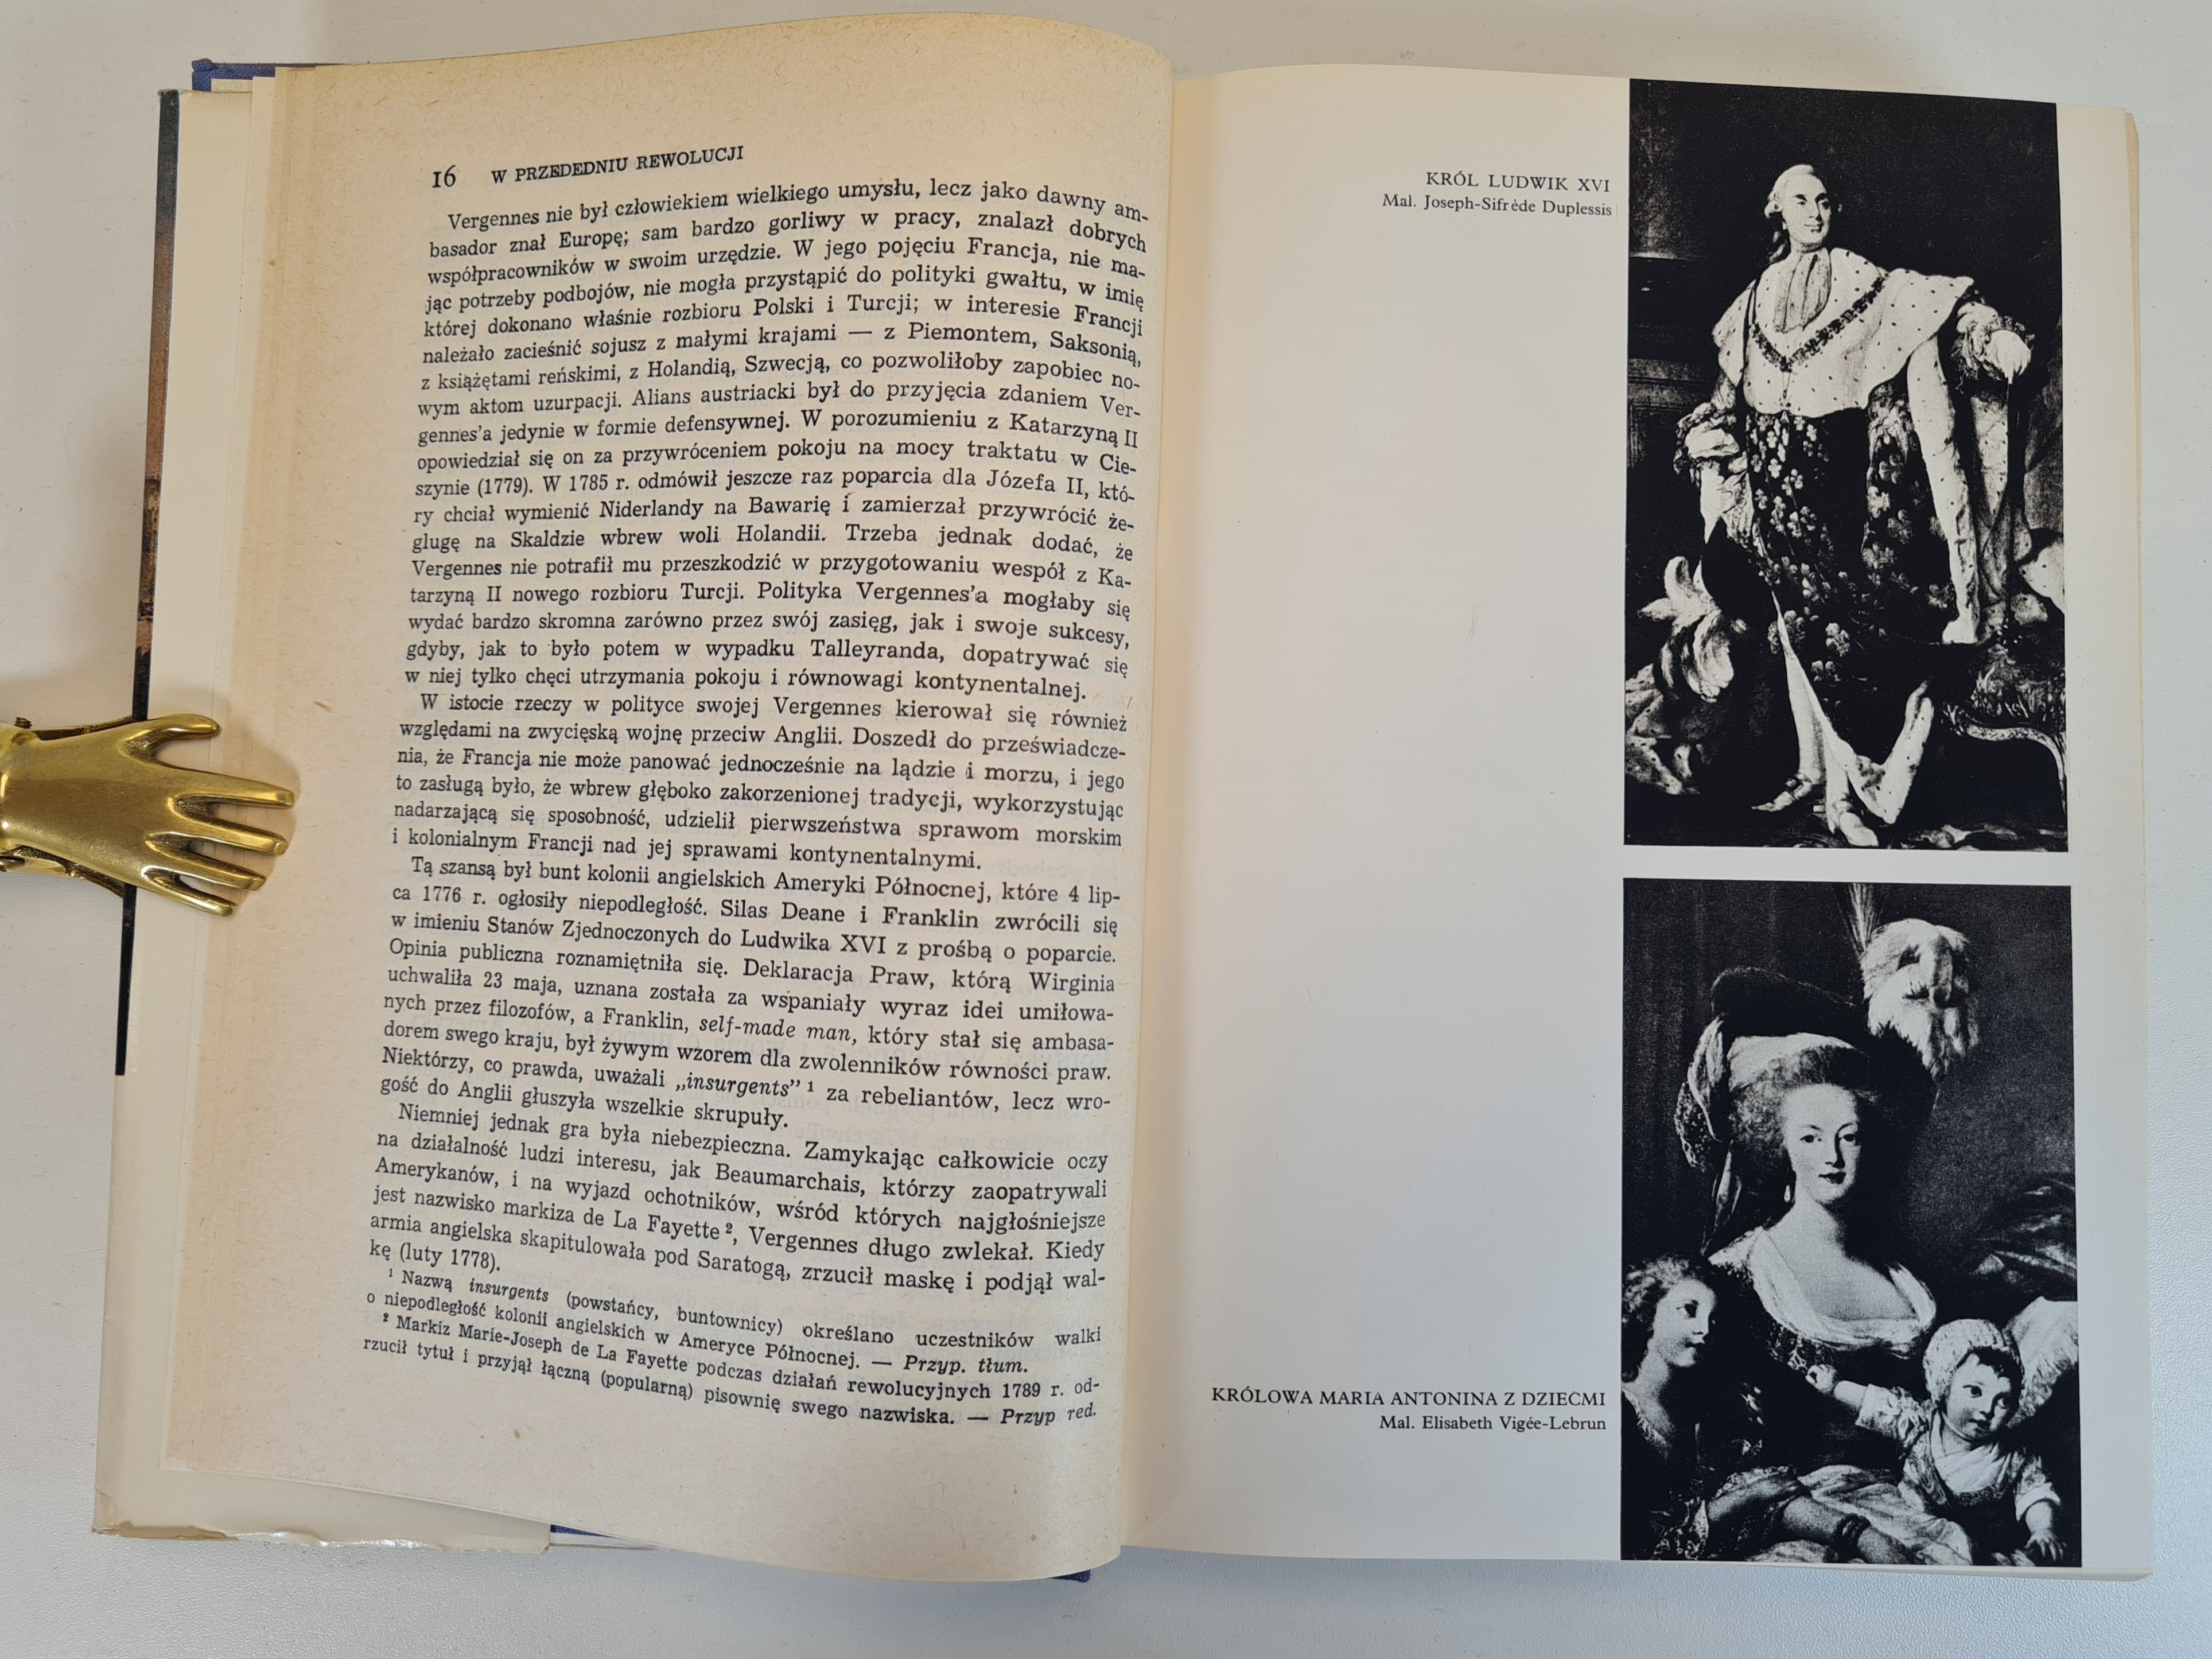 16 W PRZEDEDNIU REWOLUCJI
Vergennes nie był człowiekiem wielkiego umysłu, lecz jako dawny am-
basador znał Europę; sam bardzo gorliwy w pracy, znalazł dobrych
współpracowników w swoim urzędzie. W jego pojęciu Francja, nie ma-
jąc potrzeby podbojów, nie mogła przystąpić do polityki gwałtu, w imię
której dokonano właśnie rozbioru Polski i Turcji; w interesie Francji
należało zacieśnić sojusz z małymi krajami — z Piemontem, Saksonią,
z książętami reńskimi, z Holandią, Szwecją, co pozwoliłoby zapobiec no-
wym aktom uzurpacji. Alians austriacki był do przyjęcia zdaniem Ver-
gennes'a jedynie w formie defensywnej. W porozumieniu z Katarzyną II
opowiedział się on za przywróceniem pokoju na mocy traktatu w Cie-
szynie (1779). W 1785 r. odmówił jeszcze raz poparcia dla Józefa II, któ-
ry chciał wymienić Niderlandy na Bawarię i zamierzał przywrócić że-
glugę na Skaldzie wbrew woli Holandii. Trzeba jednak dodać, że
Vergennes nie potrafił mu przeszkodzić w przygotowaniu wespół z Ka-
tarzyną II nowego rozbioru Turcji. Polityka Vergennes'a mogłaby się
wydać bardzo skromna zarówno przez swój zasięg, jak i swoje sukcesy,
gdyby, jak to było potem w wypadku Talleyranda, dopatrywać się
w niej tylko chęci utrzymania pokoju i równowagi kontynentalnej.
W istocie rzeczy w polityce swojej Vergennes kierował się również
względami na zwycięską wojnę przeciw Anglii. Doszedł do przeświadcze-
nia, że Francja nie może panować jednocześnie na lądzie i morzu, i jego
to zasługą było, że wbrew głęboko zakorzenionej tradycji, wykorzystując
nadarzającą się sposobność, udzielił pierwszeństwa sprawom morskim
i kolonialnym Francji nad jej sprawami kontynentalnymi.
Tą szansą był bunt kolonii angielskich Ameryki Północnej, które 4 lip-
ca 1776 r. ogłosiły niepodległość. Silas Deane i Franklin zwrócili się
w imieniu Stanów Zjednoczonych do Ludwika XVI z prośbą o poparcie.
Opinia publiczna roznamiętniła się. Deklaracja Praw, którą Wirginia
uchwaliła 23 maja, uznana została za wspaniały wyraz idei umiłowa-
nych przez filozofów, a Franklin, self-made man, który stał się ambasa-
dorem swego kraju, był żywym wzorem dla zwolenników równości praw.
Niektórzy, co prawda, uważali „insurgents” ¹ za rebeliantów, lecz wro-
gość do Anglii głuszyła wszelkie skrupuły.
Niemniej jednak gra była niebezpieczna. Zamykając całkowicie oczy
na działalność ludzi interesu, jak Beaumarchais, którzy zaopatrywali
Amerykanów, i na wyjazd ochotników, wśród których najgłośniejsze
jest nazwisko markiza de La Fayette ², Vergennes długo zwlekał. Kiedy
armia angielska skapitulowała pod Saratogą, zrzucił maskę i podjął wal-
kę (luty 1778).
¹ Nazwą insurgents (powstańcy, buntownicy) określano uczestników walki
o niepodległość kolonii angielskich w Ameryce Północnej. — Przyp. tłum.
² Markiz Marie-Joseph de La Fayette podczas działań rewolucyjnych 1789 r. od-
rzucił tytuł i przyjął łączną (popularną) pisownię swego nazwiska. — Przyp red.
KRÓL LUDWIK XVI
Mal. Joseph-Sifrède Duplessis
KRÓLOWA MARIA ANTONINA Z DZIEĆMI
Mal. Elisabeth Vigée-Lebrun